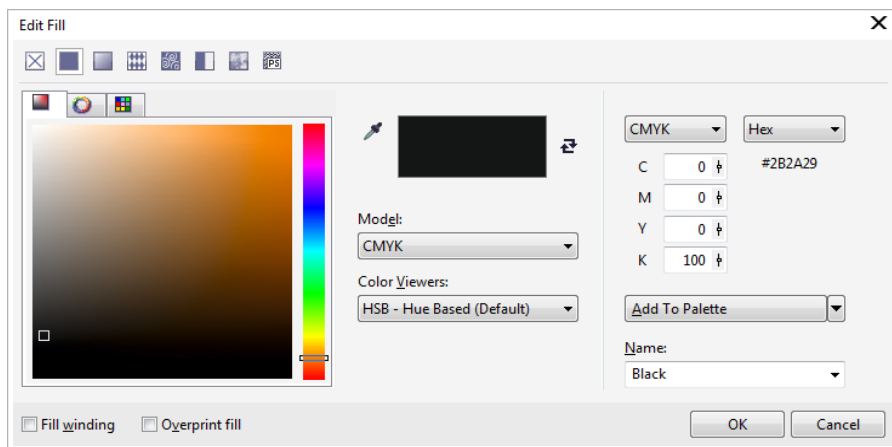 Edit Fill
PS
CMYK
Hex
C 0
#2B2A29
M 0
Y 0
K 100
Model:
CMYK
Color Viewers:
HSB - Hue Based (Default)
Add To Palette
Name:
Black
Fill winding
Overprint fill
OK
Cancel